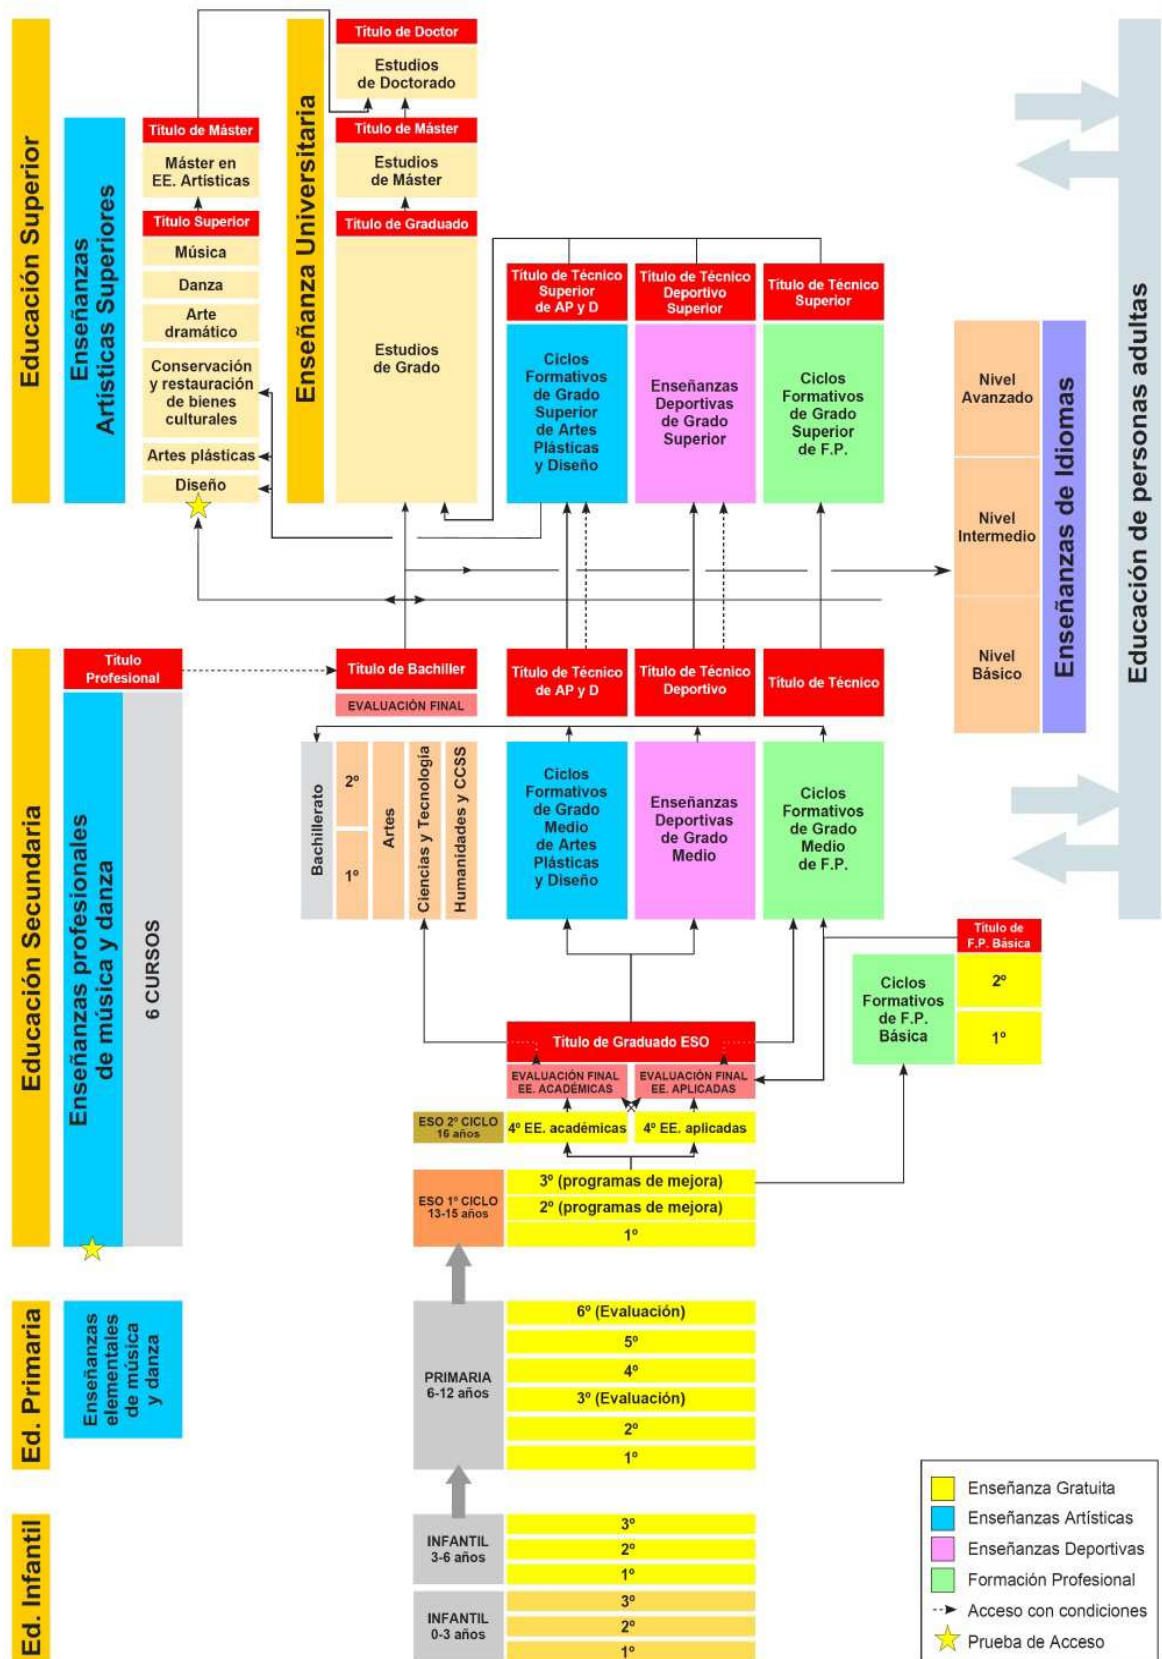 Educación Superior
Enseñanzas
Artísticas Superiores
Título de Máster
Máster en
EE. Artísticas
Título Superior
Música
Danza
Arte
dramático
Conservación
y restauración
de bienes
culturales
Artes plásticas
Diseño
Enseñanza Universitaria
Título de Doctor
Estudios
de Doctorado
Título de Máster
Estudios
de Máster
Título de Graduado
Estudios
de Grado
Título de Técnico
Superior
de AP y D
Ciclos
Formativos
de Grado
Superior
de Artes
Plásticas
y Diseño
Título de Técnico
Deportivo
Superior
Enseñanzas
Deportivas
de Grado
Superior
Título de Técnico
Superior
Ciclos
Formativos
de Grado
Superior
de F.P.
Nivel
Avanzado
Nivel
Intermedio
Nivel
Básico
Enseñanzas de Idiomas
Educación de personas adultas
Educación Secundaria
Título
Profesional
Enseñanzas profesionales
de música y danza
6 CURSOS
Título de Bachiller
EVALUACIÓN FINAL
Bachillerato
2º
1º
Artes
Ciencias y Tecnología
Humanidades y CCSS
Título de Técnico
de AP y D
Ciclos
Formativos
de Grado
Medio
de Artes
Plásticas
y Diseño
Título de Técnico
Deportivo
Enseñanzas
Deportivas
de Grado
Medio
Título de Técnico
Ciclos
Formativos
de Grado
Medio
de F.P.
Título de
F.P. Básica
Ciclos
Formativos
de F.P.
Básica
2º
1º
Título de Graduado ESO
EVALUACIÓN FINAL
EE. ACADÉMICAS
EVALUACIÓN FINAL
EE. APLICADAS
ESO 2º CICLO
16 años
4º EE. académicas
4º EE. aplicadas
ESO 1º CICLO
13-15 años
3º (programas de mejora)
2º (programas de mejora)
1º
Ed. Primaria
Enseñanzas
elementales
de música
y danza
PRIMARIA
6-12 años
6º (Evaluación)
5º
4º
3º (Evaluación)
2º
1º
Ed. Infantil
INFANTIL
3-6 años
3º
2º
1º
INFANTIL
0-3 años
3º
2º
1º
Enseñanza Gratuita
Enseñanzas Artísticas
Enseñanzas Deportivas
Formación Profesional
Acceso con condiciones
Prueba de Acceso